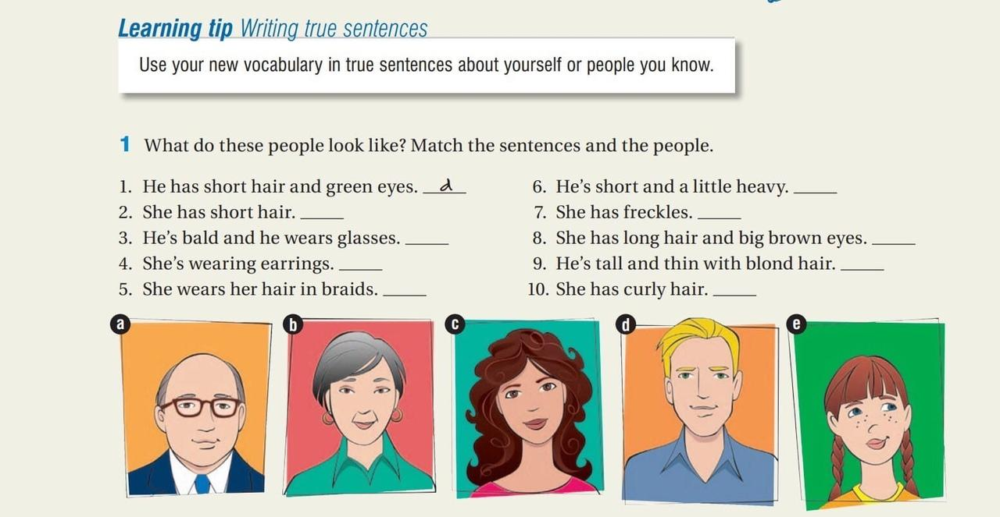 Learning tip Writing true sentences
Use your new vocabulary in true sentences about yourself or people you know.
1 What do these people look like? Match the sentences and the people.
1. He has short hair and green eyes. d
2. She has short hair. _____
3. He's bald and he wears glasses. _____
4. She's wearing earrings. _____
5. She wears her hair in braids. _____
6. He's short and a little heavy. _____
7. She has freckles. _____
8. She has long hair and big brown eyes. _____
9. He's tall and thin with blond hair. _____
10. She has curly hair. _____
a b c d e